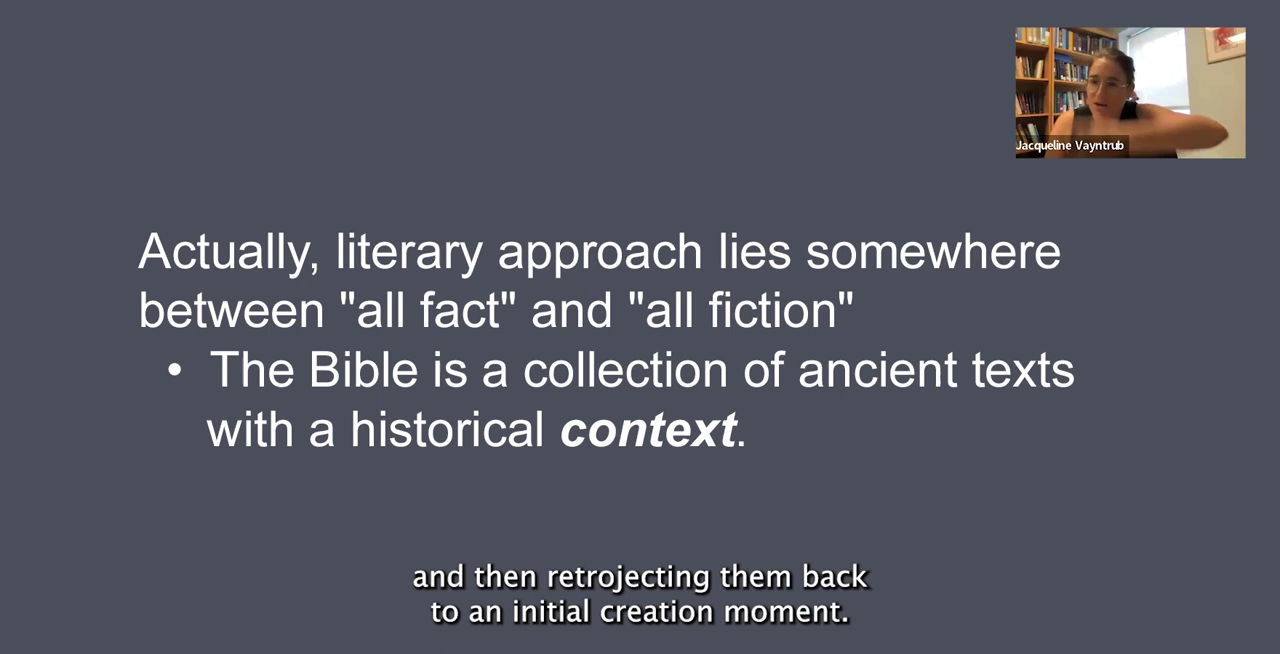 Jacqueline Vayntrub
Actually, literary approach lies somewhere
between "all fact" and "all fiction"
• The Bible is a collection of ancient texts
with a historical context.
and then retrojecting them back
to an initial creation moment.